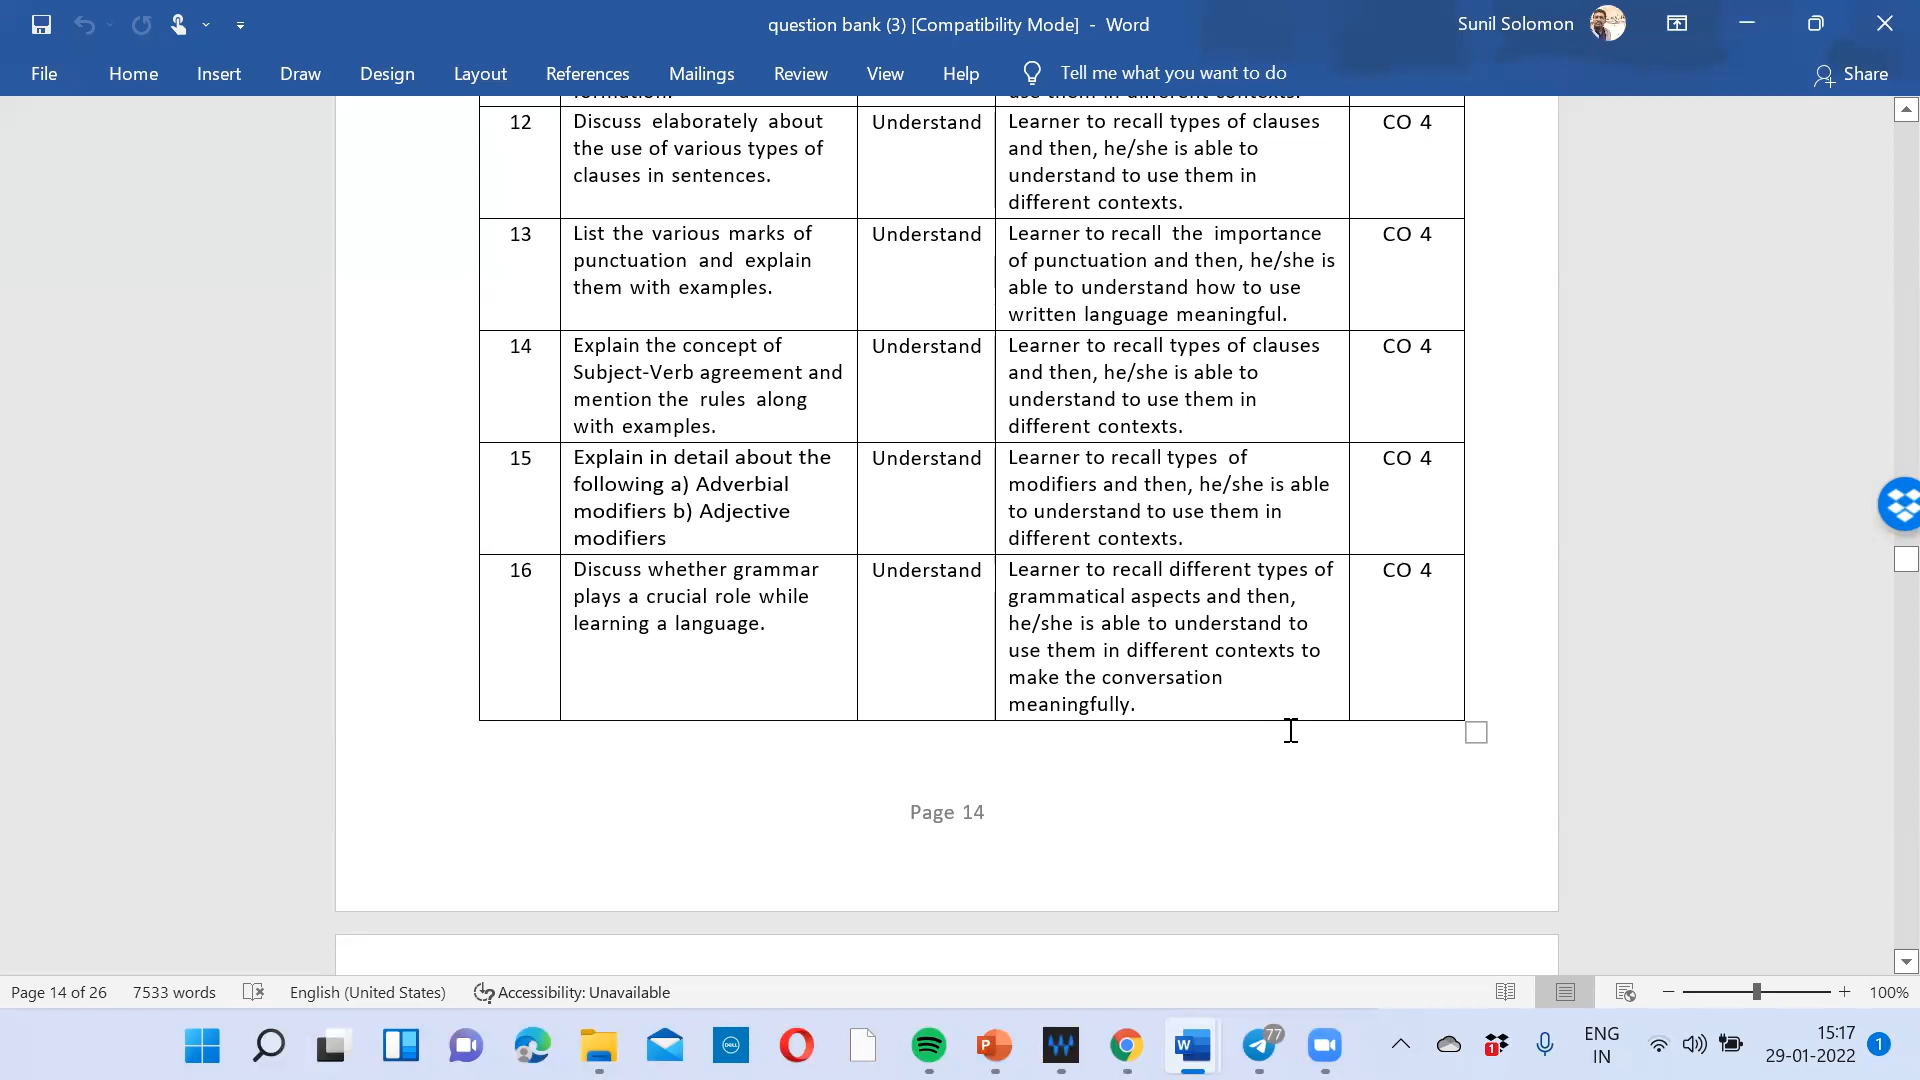 question bank (3) [Compatibility Mode] - Word
Sunil Solomon
File Home Insert Draw Design Layout References Mailings Review View Help Tell me what you want to do Share
12 Discuss elaborately about the use of various types of clauses in sentences. Understand Learner to recall types of clauses and then, he/she is able to understand to use them in different contexts. CO 4
13 List the various marks of punctuation and explain them with examples. Understand Learner to recall the importance of punctuation and then, he/she is able to understand how to use written language meaningful. CO 4
14 Explain the concept of Subject-Verb agreement and mention the rules along with examples. Understand Learner to recall types of clauses and then, he/she is able to understand to use them in different contexts. CO 4
15 Explain in detail about the following a) Adverbial modifiers b) Adjective modifiers Understand Learner to recall types of modifiers and then, he/she is able to understand to use them in different contexts. CO 4
16 Discuss whether grammar plays a crucial role while learning a language. Understand Learner to recall different types of grammatical aspects and then, he/she is able to understand to use them in different contexts to make the conversation meaningfully. CO 4
Page 14
Page 14 of 26 7533 words English (United States) Accessibility: Unavailable 100%
77
1
ENG
IN
15:17
29-01-2022
1